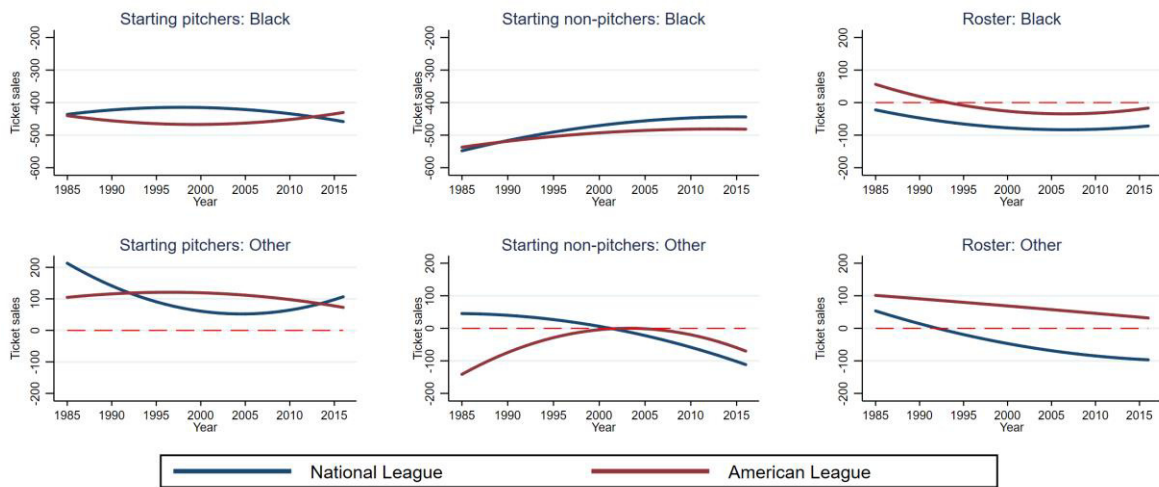 Starting pitchers: Black
Ticket sales
-200
-300
-400
-500
-600
1985 1990 1995 2000 2005 2010 2015
Year
Starting non-pitchers: Black
Ticket sales
-200
-300
-400
-500
-600
1985 1990 1995 2000 2005 2010 2015
Year
Roster: Black
Ticket sales
200
100
0
-100
-200
1985 1990 1995 2000 2005 2010 2015
Year
Starting pitchers: Other
Ticket sales
200
100
0
-100
-200
1985 1990 1995 2000 2005 2010 2015
Year
Starting non-pitchers: Other
Ticket sales
200
100
0
-100
-200
1985 1990 1995 2000 2005 2010 2015
Year
Roster: Other
Ticket sales
200
100
0
-100
-200
1985 1990 1995 2000 2005 2010 2015
Year
National League American League